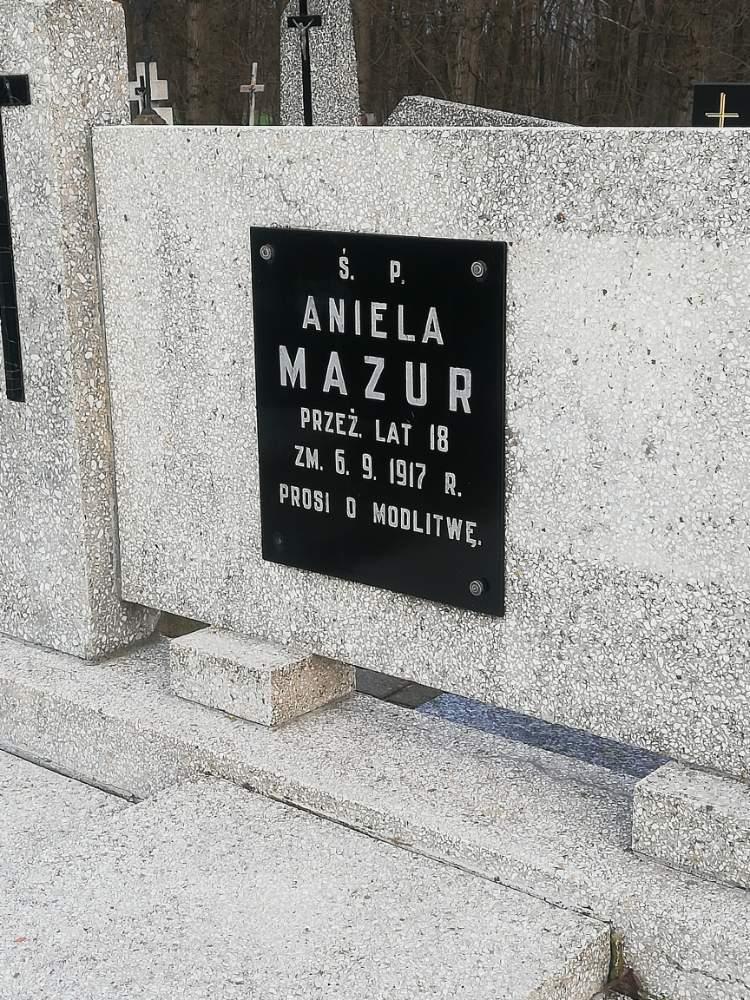 Ś. P.
ANIELA
MAZUR
PRZEŻ. LAT 18
ZM. 6. 9. 1917 R.
PROSI O MODLITWĘ.